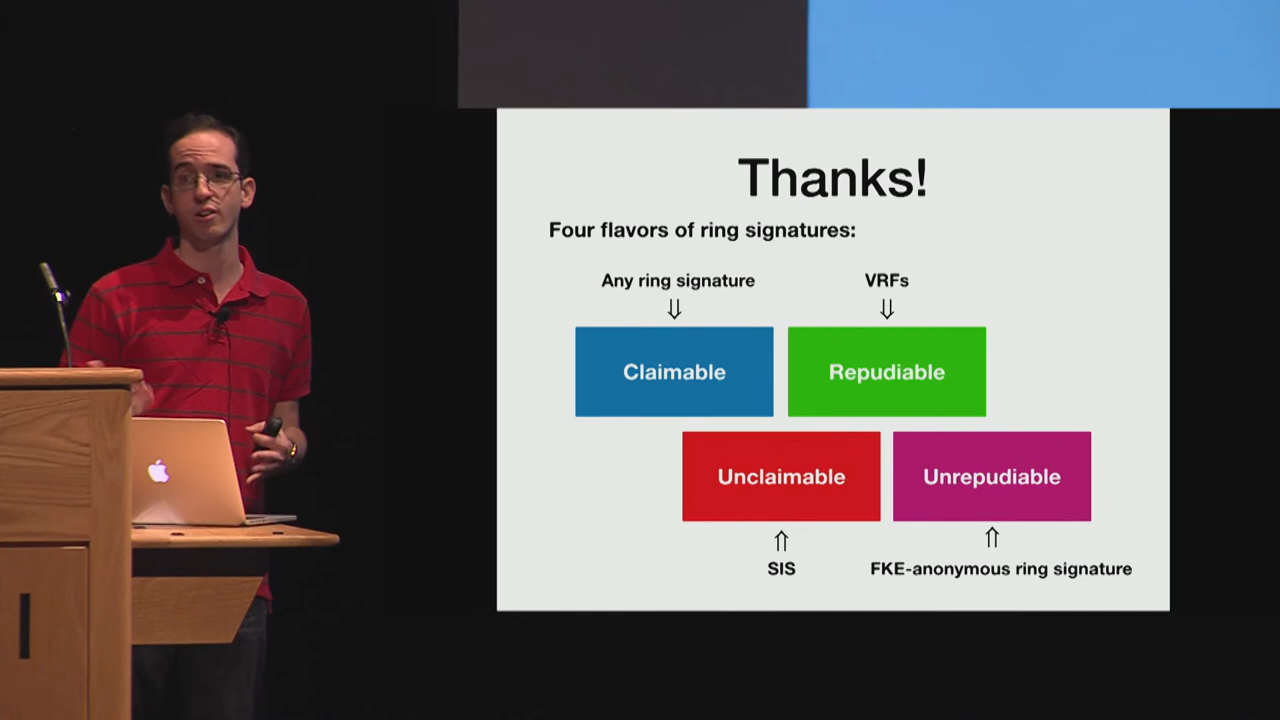 Thanks!
Four flavors of ring signatures:
Any ring signature
VRFs
⇓
⇓
Claimable
Repudiable
Unclaimable
Unrepudiable
⇑
⇑
SIS
FKE-anonymous ring signature